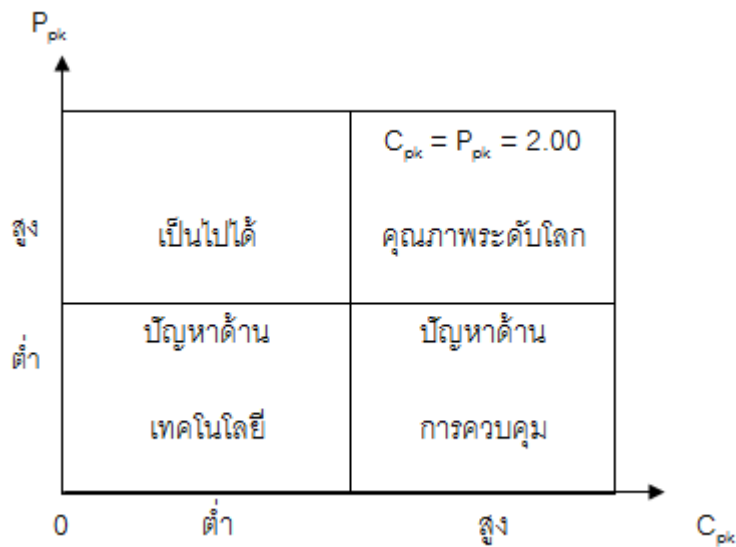 Ppk
Cpk = Ppk = 2.00
สูง
เป็นไปได้
คุณภาพระดับโลก
ปัญหาด้าน
ปัญหาด้าน
ต่ำ
เทคโนโลยี
การควบคุม
0
ต่ำ
สูง
Cpk